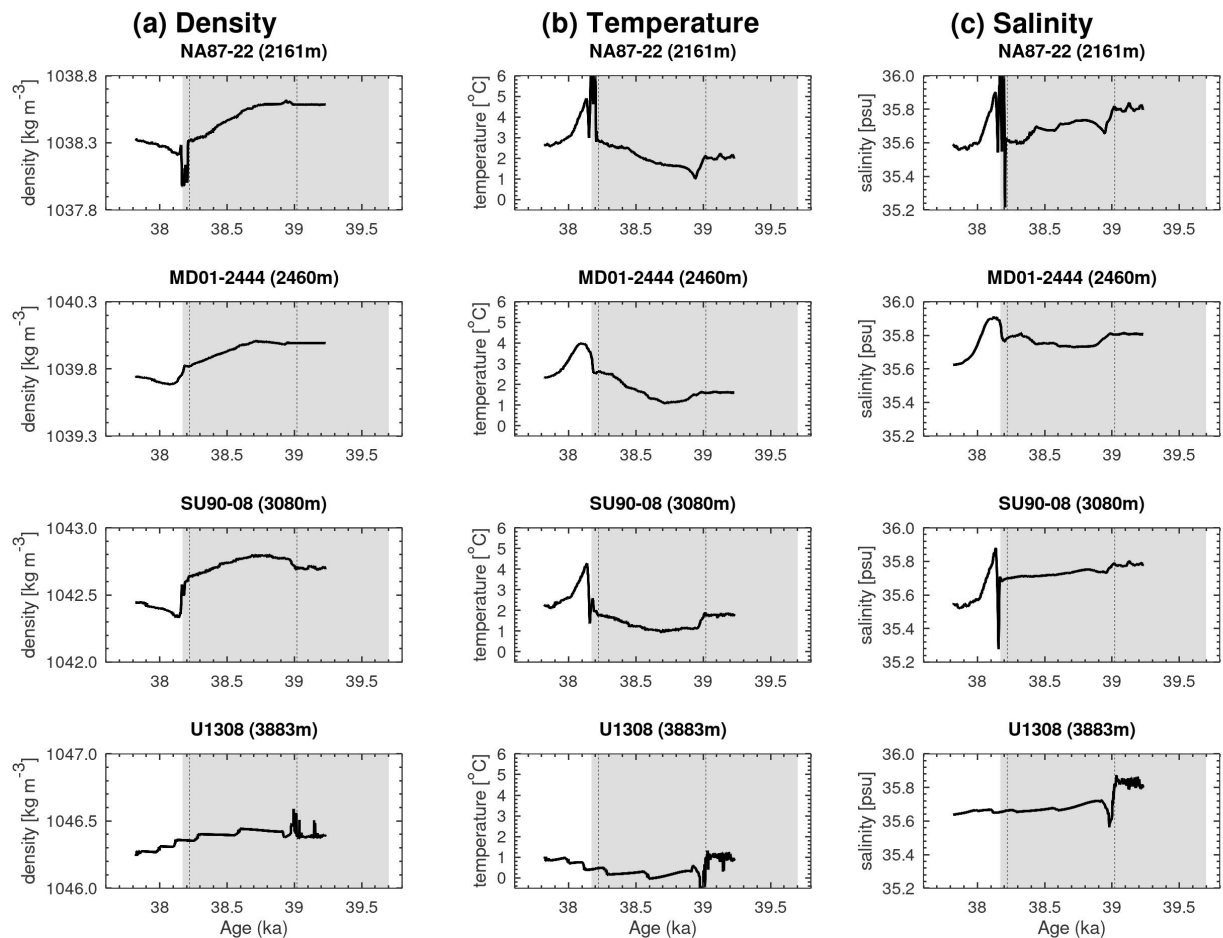 (a) Density (b) Temperature (c) Salinity
NA87-22 (2161m) NA87-22 (2161m) NA87-22 (2161m)
density [kg m-3]
1038.8
1038.3
1037.8
38 38.5 39 39.5
temperature [oC]
6
5
4
3
2
1
0
38 38.5 39 39.5
salinity [psu]
36.0
35.8
35.6
35.4
35.2
38 38.5 39 39.5
MD01-2444 (2460m) MD01-2444 (2460m) MD01-2444 (2460m)
density [kg m-3]
1040.3
1039.8
1039.3
38 38.5 39 39.5
temperature [oC]
6
5
4
3
2
1
0
38 38.5 39 39.5
salinity [psu]
36.0
35.8
35.6
35.4
35.2
38 38.5 39 39.5
SU90-08 (3080m) SU90-08 (3080m) SU90-08 (3080m)
density [kg m-3]
1043.0
1042.5
1042.0
38 38.5 39 39.5
temperature [oC]
6
5
4
3
2
1
0
38 38.5 39 39.5
salinity [psu]
36.0
35.8
35.6
35.4
35.2
38 38.5 39 39.5
U1308 (3883m) U1308 (3883m) U1308 (3883m)
density [kg m-3]
1047.0
1046.5
1046.0
38 38.5 39 39.5
Age (ka)
temperature [oC]
6
5
4
3
2
1
0
38 38.5 39 39.5
Age (ka)
salinity [psu]
36.0
35.8
35.6
35.4
35.2
38 38.5 39 39.5
Age (ka)